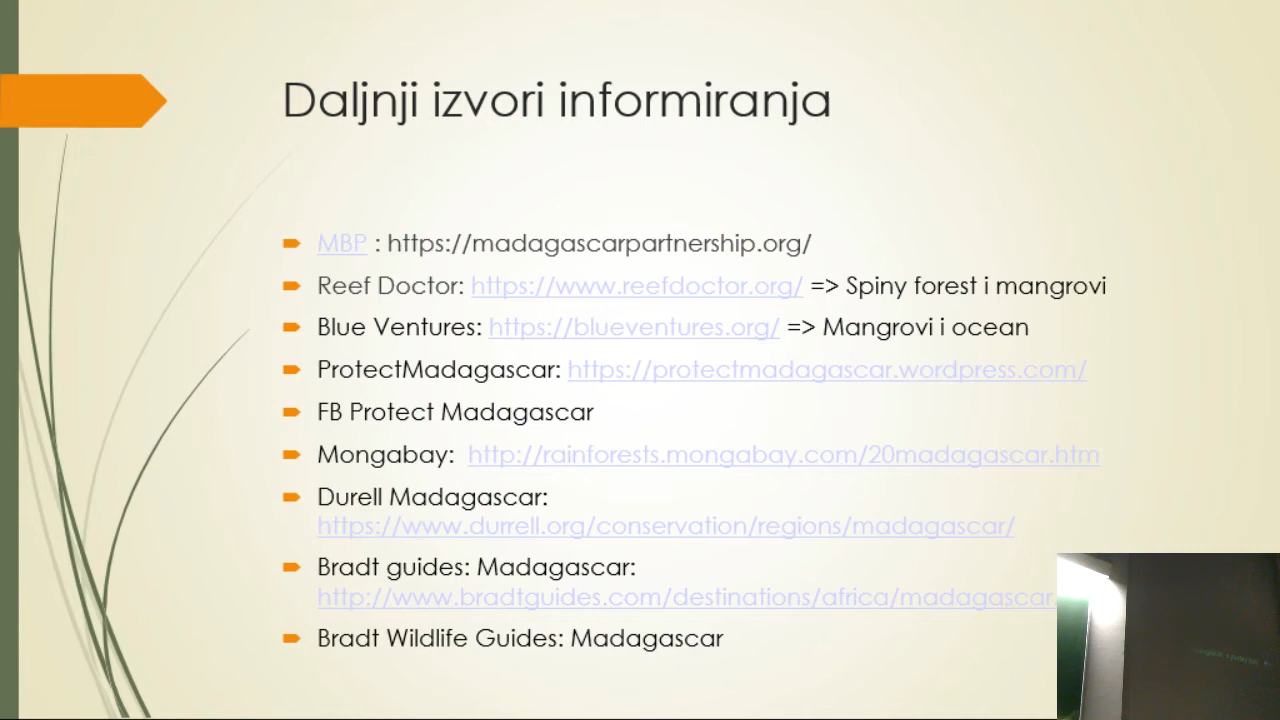 Daljnji izvori informiranja
MBP : https://madagascarpartnership.org/
Reef Doctor: https://www.reefdoctor.org/ => Spiny forest i mangrovi
Blue Ventures: https://blueventures.org/ => Mangrovi i ocean
ProtectMadagascar: https://protectmadagascar.wordpress.com/
FB Protect Madagascar
Mongabay: http://rainforests.mongabay.com/20madagascar.htm
Durell Madagascar:
https://www.durrell.org/conservation/regions/madagascar/
Bradt guides: Madagascar:
http://www.bradtguides.com/destinations/africa/madagascar.
Bradt Wildlife Guides: Madagascar